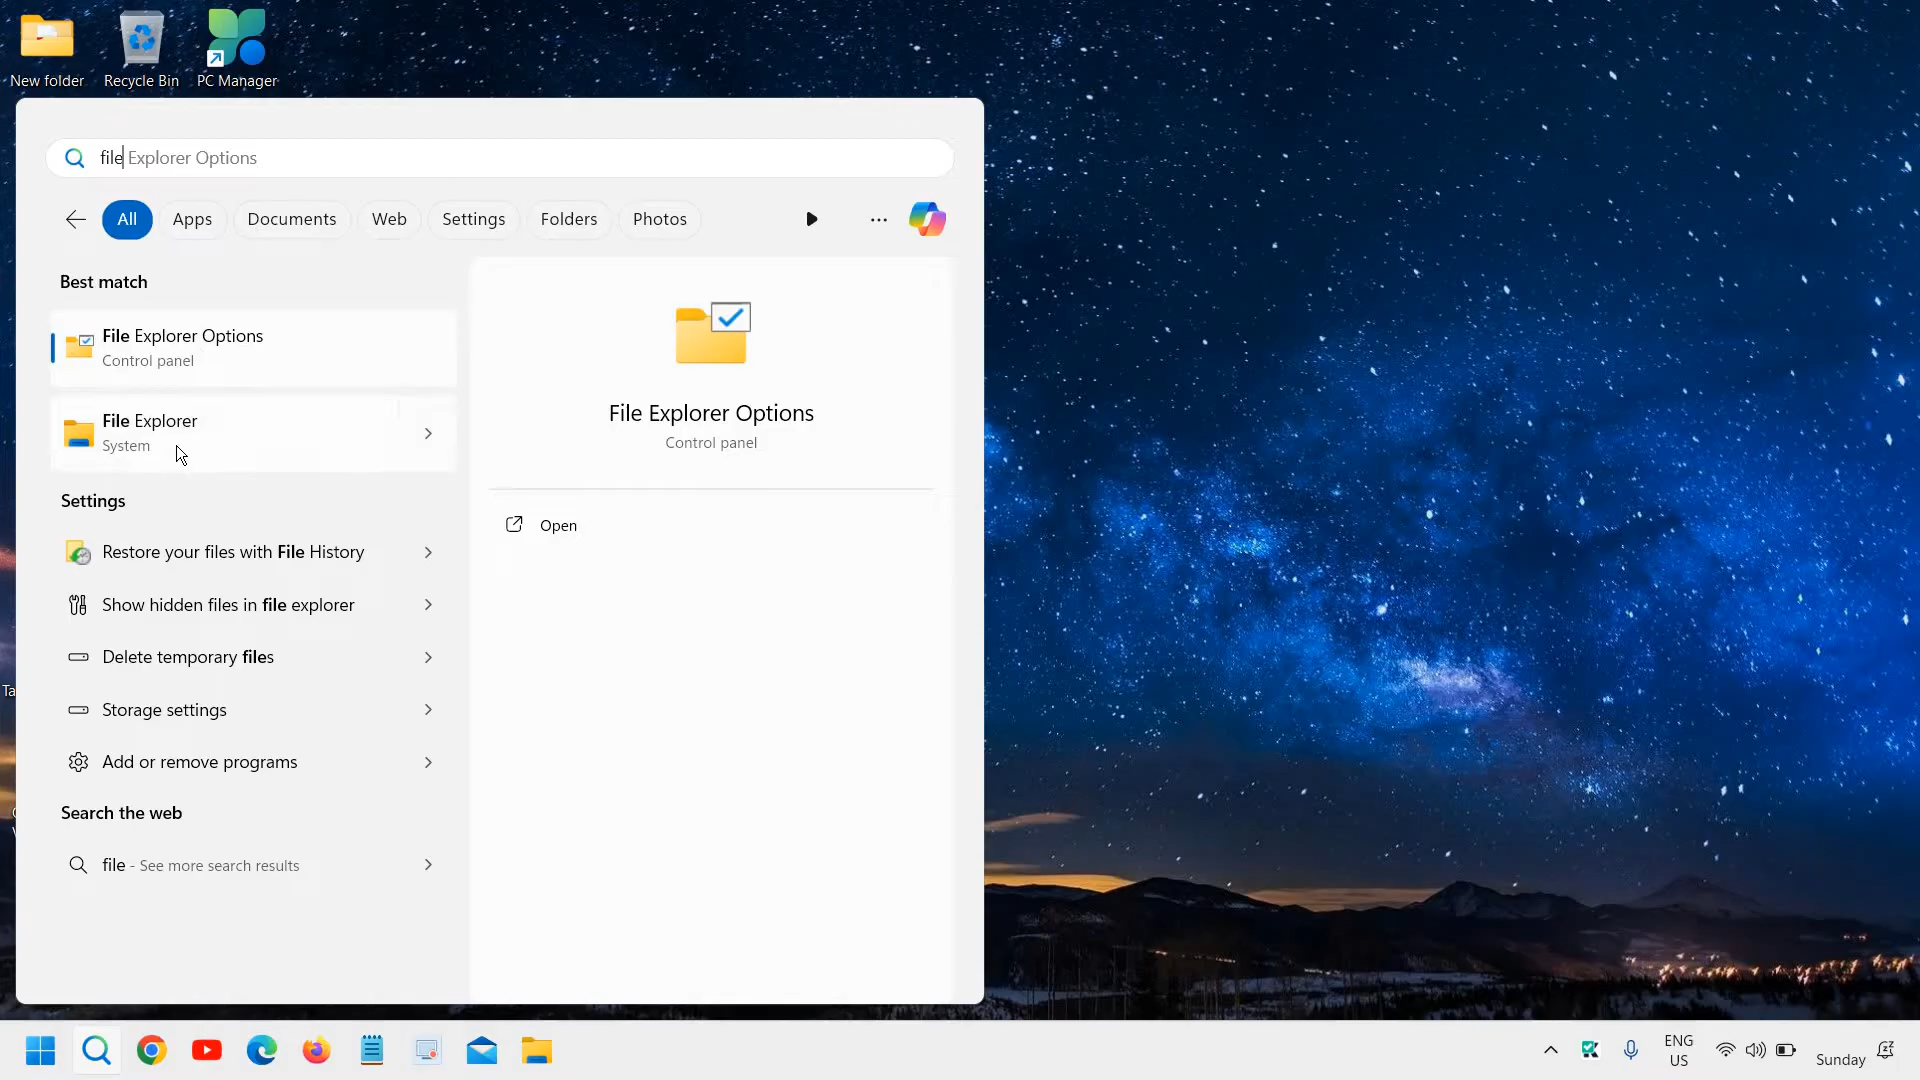 New folder
Recycle Bin
PC Manager
file Explorer Options
All
Apps
Documents
Web
Settings
Folders
Photos
Best match
File Explorer Options
Control panel
File Explorer
System
Settings
Restore your files with File History
Show hidden files in file explorer
Delete temporary files
Storage settings
Add or remove programs
Search the web
file - See more search results
File Explorer Options
Control panel
Open
Ta
ENG
US
Sunday